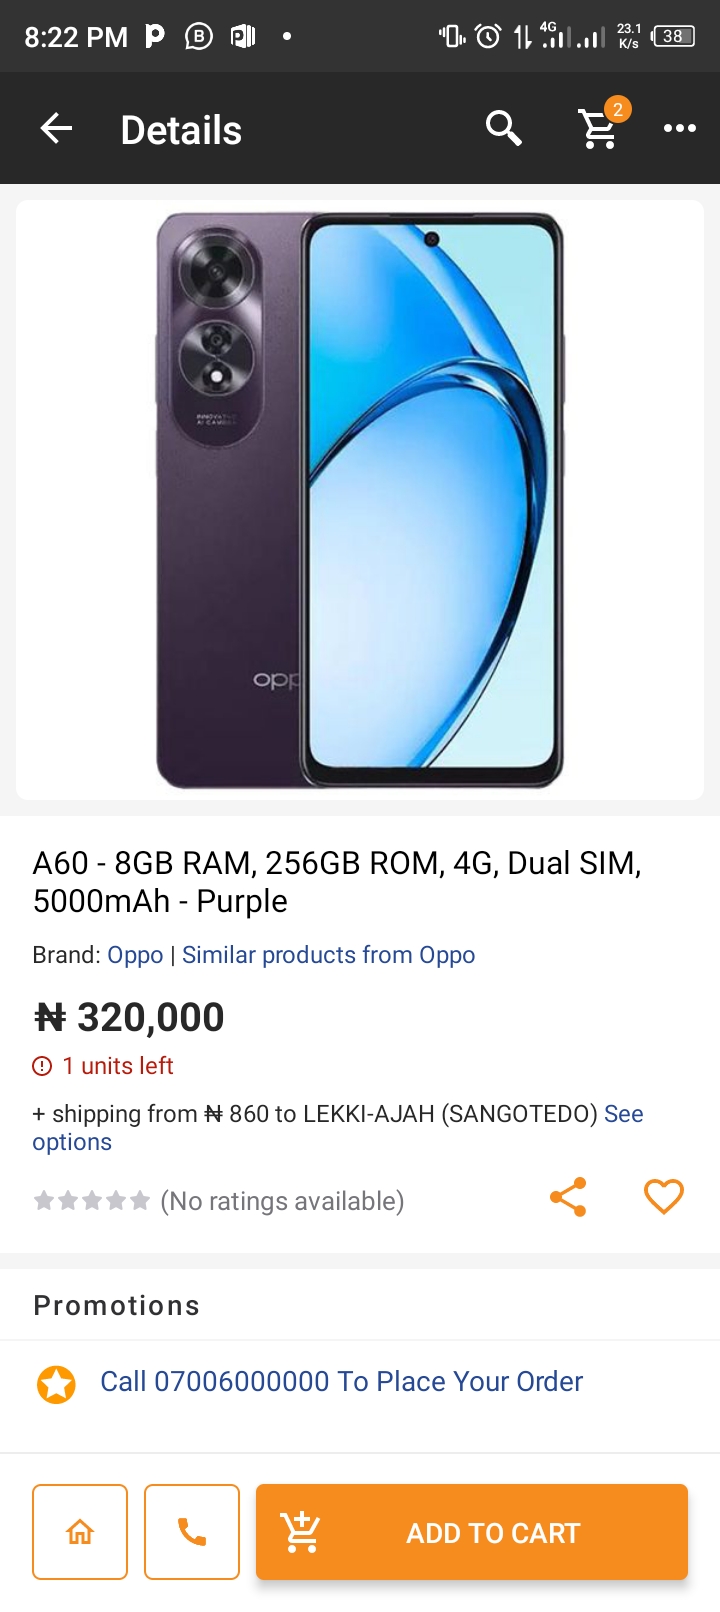 8:22 PM
4G
23.1
K/s
38
Details
2
INNOVATIVE
AI CAMERA
opp
A60 - 8GB RAM, 256GB ROM, 4G, Dual SIM,
5000mAh - Purple
Brand: Oppo | Similar products from Oppo
₦ 320,000
1 units left
+ shipping from ₦ 860 to LEKKI-AJAH (SANGOTEDO) See
options
(No ratings available)
Promotions
Call 07006000000 To Place Your Order
ADD TO CART